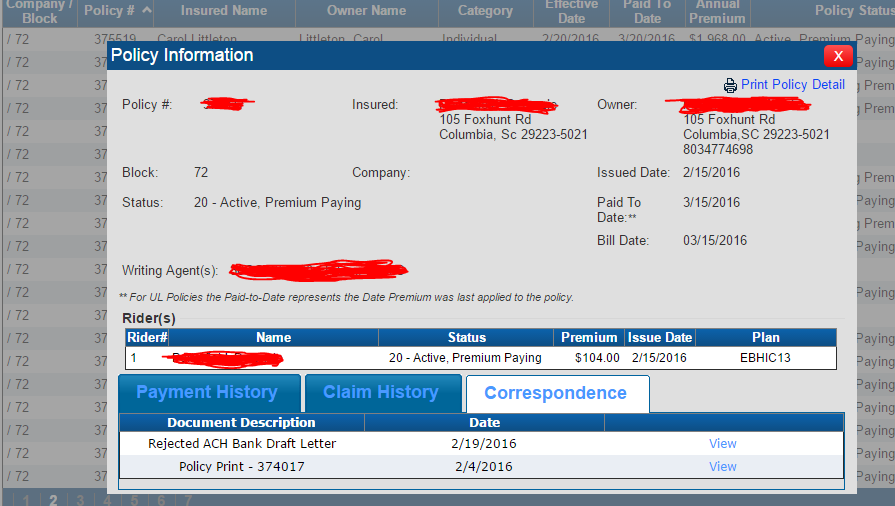 Company / Block Policy # Insured Name Owner Name Category Effective Date Paid To Date Annual Premium Policy Status
/ 72 375519 Carol Littleton Littleton, Carol Individual 2/20/2016 3/20/2016 $1,968.00 Active, Premium Paying
Policy Information X
Print Policy Detail
Policy #: Insured: Owner:
105 Foxhunt Rd 105 Foxhunt Rd
Columbia, Sc 29223-5021 Columbia,SC 29223-5021
8034774698
Block: 72 Company: Issued Date: 2/15/2016
Status: 20 - Active, Premium Paying Paid To Date:** 3/15/2016
Bill Date: 03/15/2016
Writing Agent(s):
** For UL Policies the Paid-to-Date represents the Date Premium was last applied to the policy.
Rider(s)
Rider# Name Status Premium Issue Date Plan
1 20 - Active, Premium Paying $104.00 2/15/2016 EBHIC13
Payment History Claim History Correspondence
Document Description Date
Rejected ACH Bank Draft Letter 2/19/2016 View
Policy Print - 374017 2/4/2016 View
/ 72 37
1 2 3 4 5 6 7